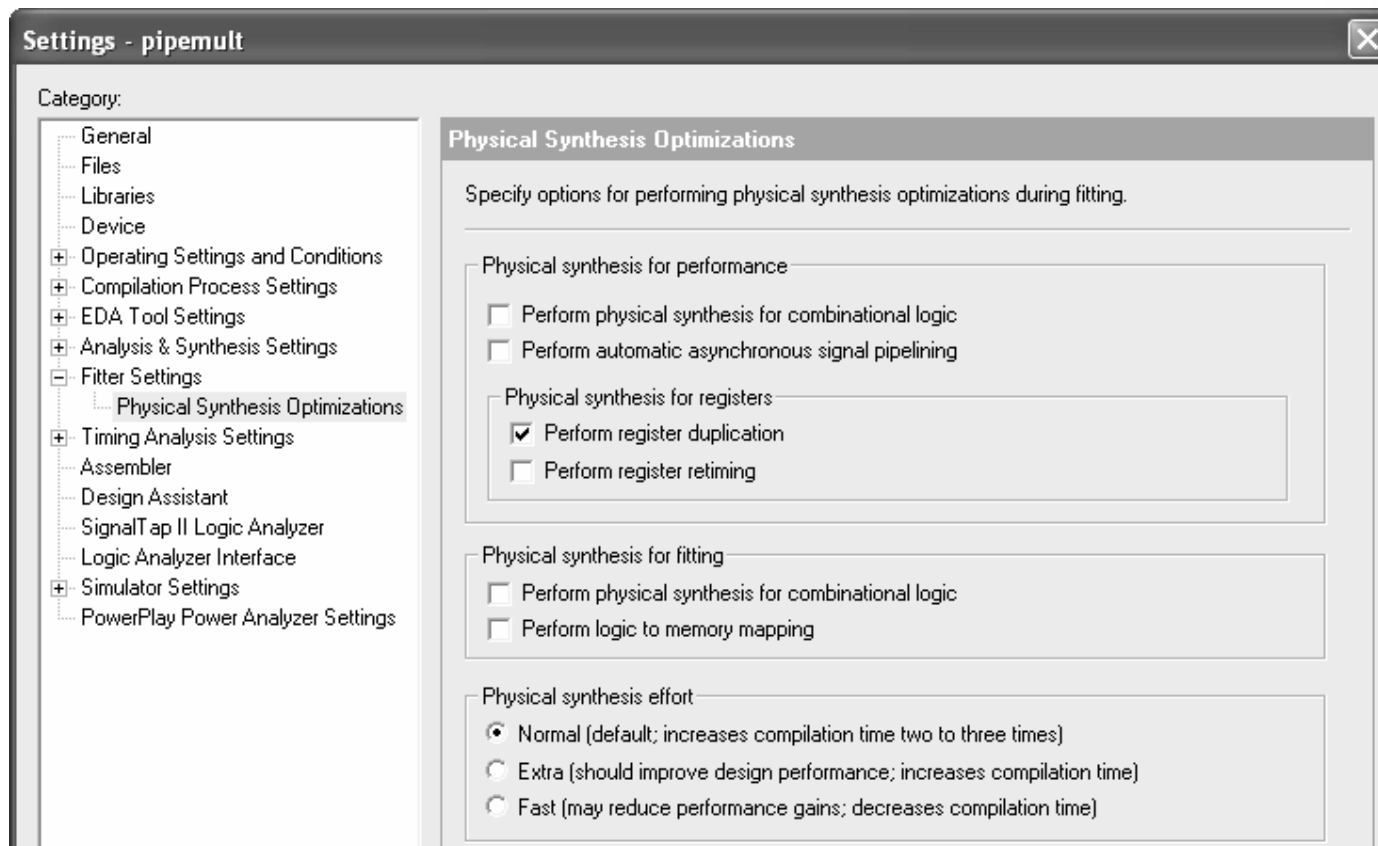 Settings - pipemult
Category:
General
Files
Libraries
Device
Operating Settings and Conditions
Compilation Process Settings
EDA Tool Settings
Analysis & Synthesis Settings
Fitter Settings
Physical Synthesis Optimizations
Timing Analysis Settings
Assembler
Design Assistant
SignalTap II Logic Analyzer
Logic Analyzer Interface
Simulator Settings
PowerPlay Power Analyzer Settings
Physical Synthesis Optimizations
Specify options for performing physical synthesis optimizations during fitting.
Physical synthesis for performance
Perform physical synthesis for combinational logic
Perform automatic asynchronous signal pipelining
Physical synthesis for registers
Perform register duplication
Perform register retiming
Physical synthesis for fitting
Perform physical synthesis for combinational logic
Perform logic to memory mapping
Physical synthesis effort
Normal (default; increases compilation time two to three times)
Extra (should improve design performance; increases compilation time)
Fast (may reduce performance gains; decreases compilation time)